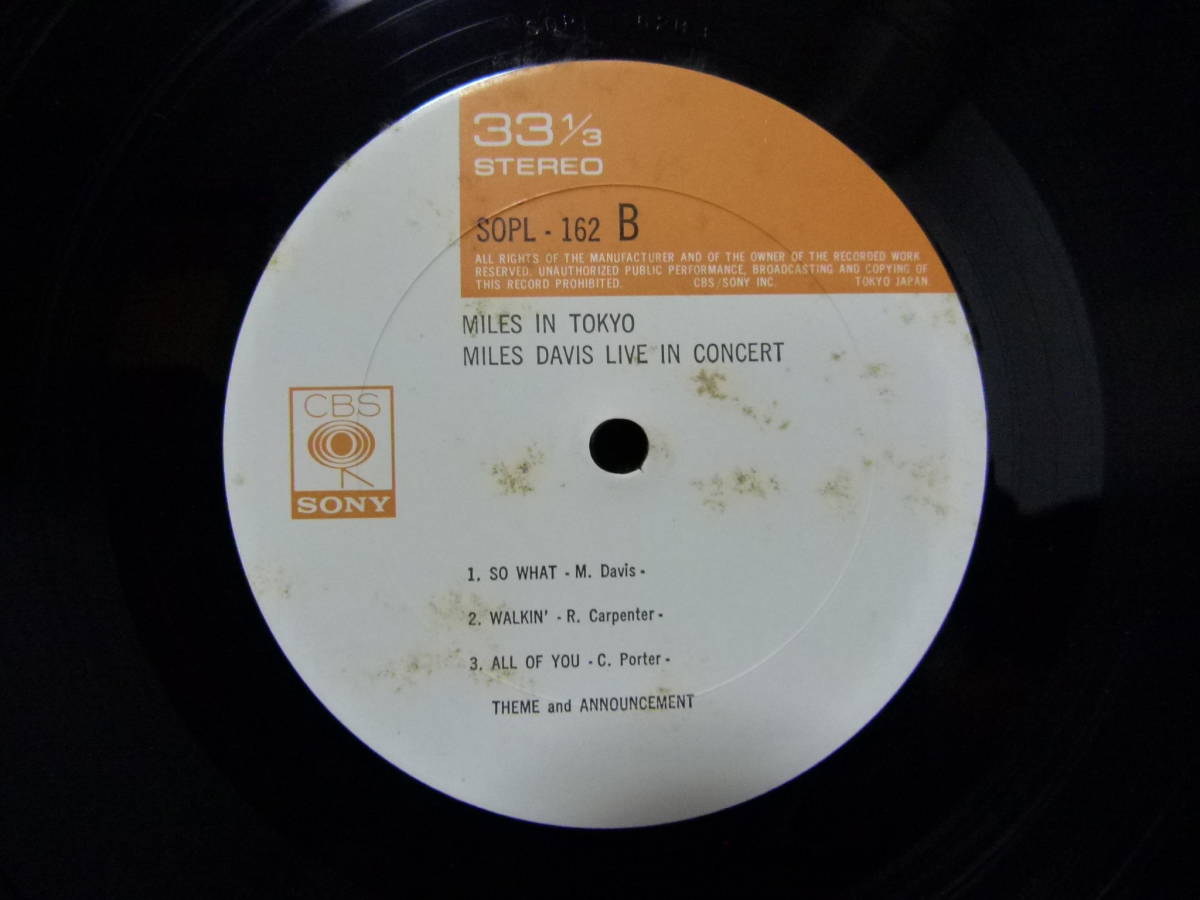 33 1/3
STEREO
SOPL - 162 B
ALL RIGHTS OF THE MANUFACTURER AND OF THE OWNER OF THE RECORDED WORK
RESERVED. UNAUTHORIZED PUBLIC PERFORMANCE, BROADCASTING AND COPYING OF
THIS RECORD PROHIBITED. CBS/SONY INC. TOKYO JAPAN
MILES IN TOKYO
MILES DAVIS LIVE IN CONCERT
CBS
SONY
1. SO WHAT - M. Davis -
2. WALKIN' - R. Carpenter -
3. ALL OF YOU - C. Porter -
THEME and ANNOUNCEMENT